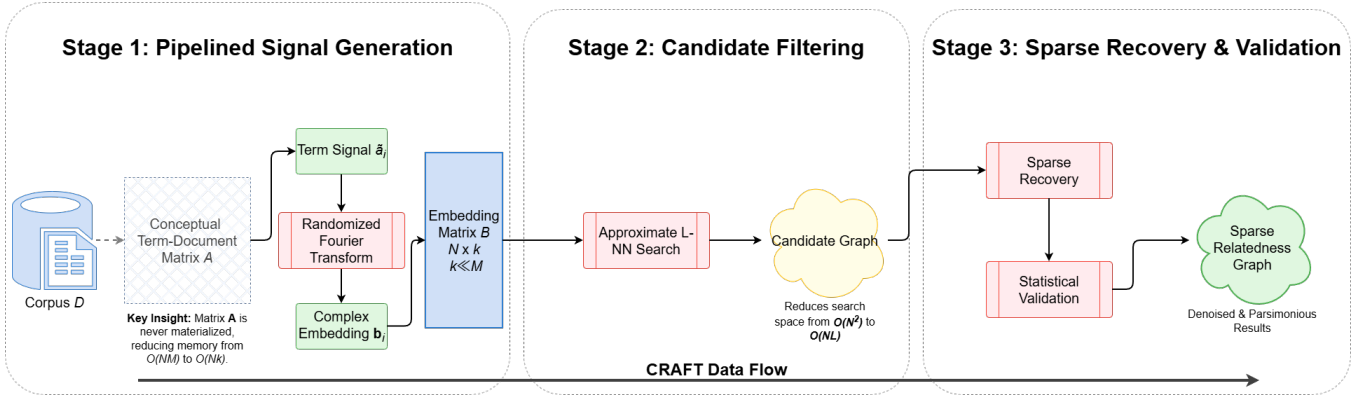 Stage 1: Pipelined Signal Generation
Corpus D
Conceptual
Term-Document
Matrix A
Key Insight: Matrix A is
never materialized,
reducing memory from
O(NM) to O(Nk).
Term Signal ãᵢ
Randomized
Fourier
Transform
Complex
Embedding bᵢ
Embedding
Matrix B
N x k
k≪M
Stage 2: Candidate Filtering
Approximate L-
NN Search
Candidate Graph
Reduces search
space from O(N²) to
O(NL)
Stage 3: Sparse Recovery & Validation
Sparse
Recovery
Statistical
Validation
Sparse
Relatedness
Graph
Denoised & Parsimonious
Results
CRAFT Data Flow